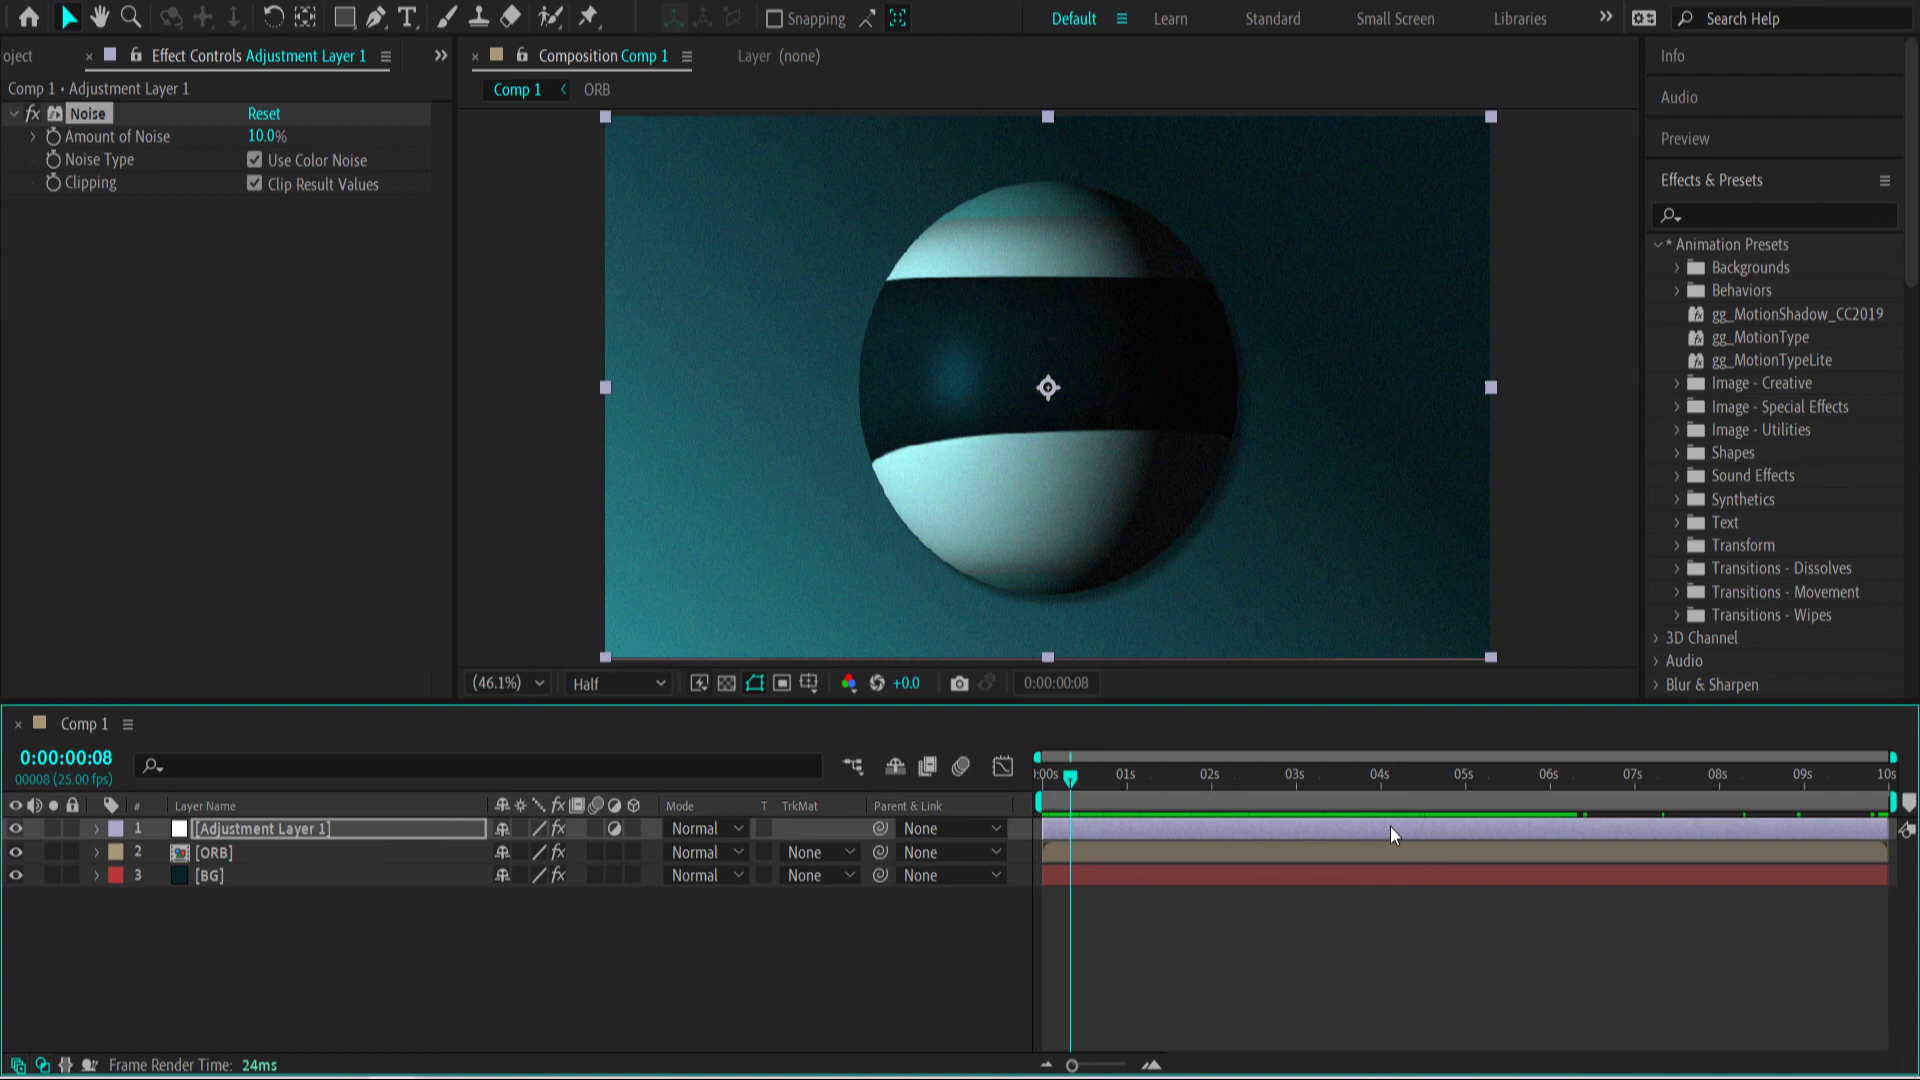 Snapping
Default
Learn
Standard
Small Screen
Libraries
Search Help
oject
Effect Controls Adjustment Layer 1
Composition Comp 1
Layer (none)
Info
Comp 1 • Adjustment Layer 1
Comp 1
ORB
Audio
fx Noise
Reset
Amount of Noise
10.0%
Preview
Noise Type
Use Color Noise
Clipping
Clip Result Values
Effects & Presets
* Animation Presets
Backgrounds
Behaviors
gg_MotionShadow_CC2019
gg_MotionType
gg_MotionTypeLite
Image - Creative
Image - Special Effects
Image - Utilities
Shapes
Sound Effects
Synthetics
Text
Transform
Transitions - Dissolves
Transitions - Movement
Transitions - Wipes
3D Channel
Audio
Blur & Sharpen
(46.1%)
Half
+0.0
0:00:00:08
Comp 1
0:00:00:08
00008 (25.00 fps)
:00s 01s 02s 03s 04s 05s 06s 07s 08s 09s 10s
# Layer Name fx Mode T TrkMat Parent & Link
1 [Adjustment Layer 1] fx Normal None
2 [ORB] fx Normal None None
3 [BG] fx Normal None None
Frame Render Time: 24ms